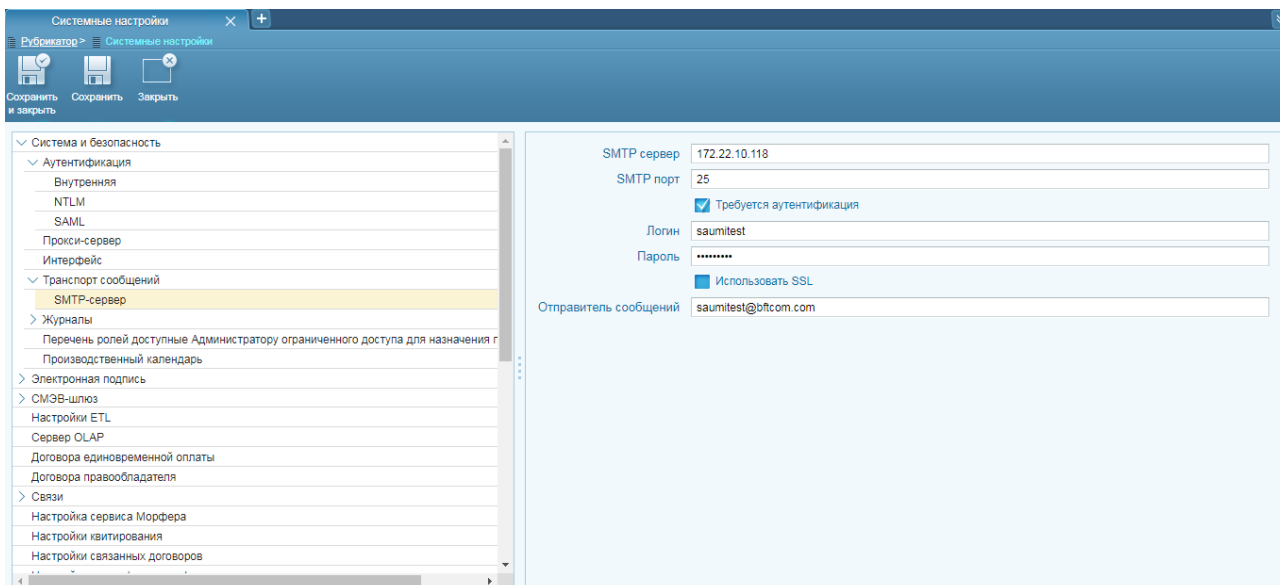 Системные настройки
Рубрикатор > Системные настройки
Сохранить и закрыть
Сохранить
Закрыть
Система и безопасность
Аутентификация
Внутренняя
NTLM
SAML
Прокси-сервер
Интерфейс
Транспорт сообщений
SMTP-сервер
Журналы
Перечень ролей доступные Администратору ограниченного доступа для назначения
Производственный календарь
Электронная подпись
СМЭВ-шлюз
Настройки ETL
Сервер OLAP
Договора единовременной оплаты
Договора правообладателя
Связи
Настройка сервиса Морфера
Настройки квитирования
Настройки связанных договоров
SMTP сервер 172.22.10.118
SMTP порт 25
Требуется аутентификация
Логин saumitest
Пароль •••••••••
Использовать SSL
Отправитель сообщений saumitest@bftcom.com